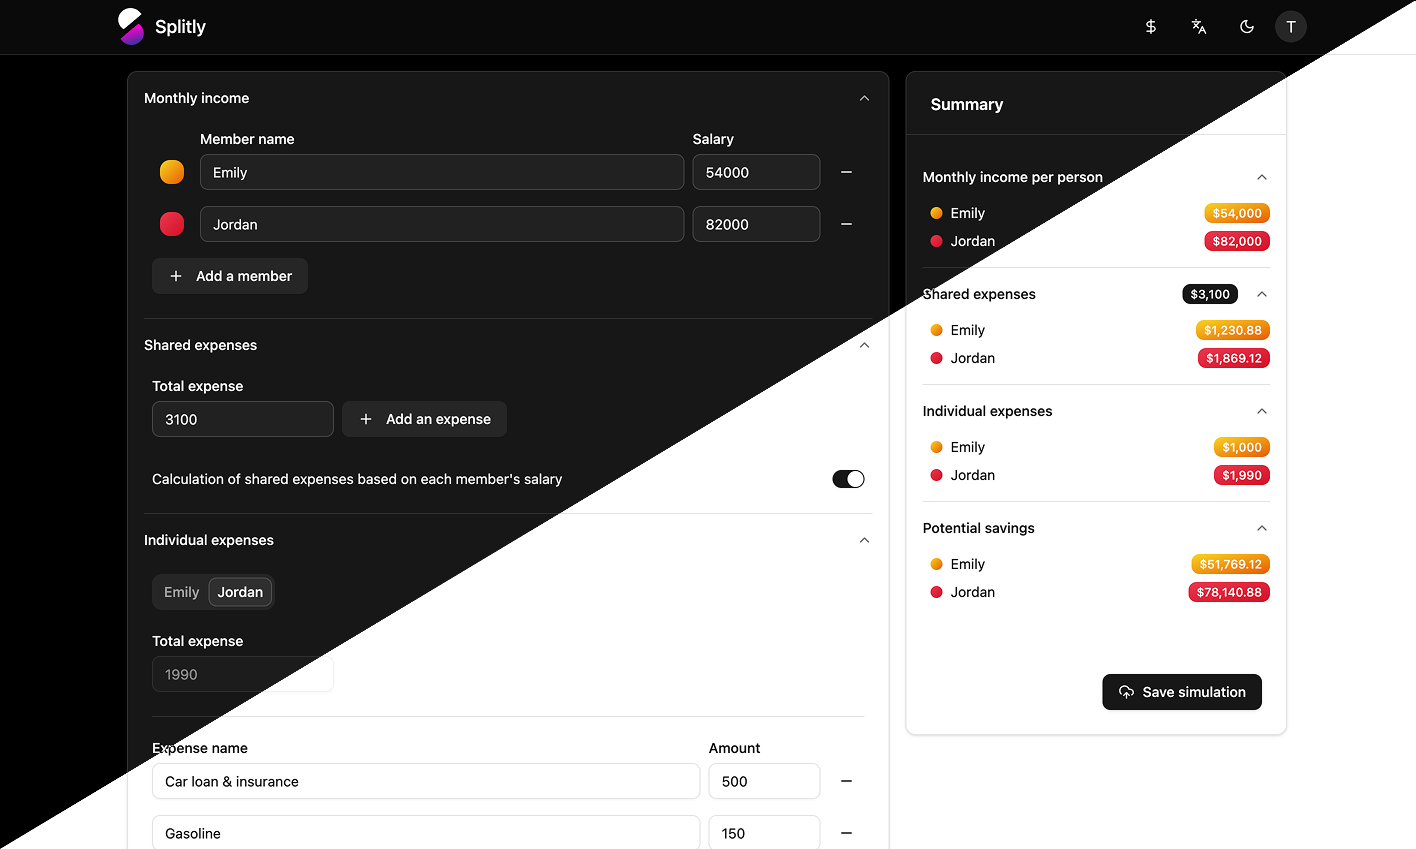 Splitly
T
Monthly income
Member name Salary
Emily 54000
Jordan 82000
Add a member
Shared expenses
Total expense
3100 Add an expense
Calculation of shared expenses based on each member's salary
Individual expenses
Emily Jordan
Total expense
1990
Expense name Amount
Car loan & insurance 500
Gasoline 150
Summary
Monthly income per person
Emily $54,000
Jordan $82,000
Shared expenses $3,100
Emily $1,230.88
Jordan $1,869.12
Individual expenses
Emily $1,000
Jordan $1,990
Potential savings
Emily $51,769.12
Jordan $78,140.88
Save simulation